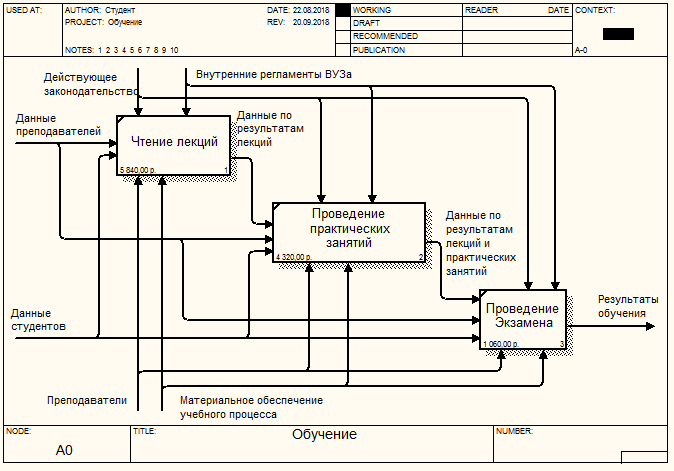 USED AT:
AUTHOR: Студент
DATE: 22.08.2018
WORKING
READER
DATE
CONTEXT:
PROJECT: Обучение
REV: 20.09.2018
DRAFT
RECOMMENDED
NOTES: 1 2 3 4 5 6 7 8 9 10
PUBLICATION
A-0
Действующее
законодательство
Внутренние регламенты ВУЗа
Данные
преподавателей
Чтение лекций
5 840,00 р.
1
Данные по
результатам
лекций
Проведение
практических
занятий
4 320,00 р.
2
Данные по
результатам
лекций и
практических
занятий
Данные
студентов
Проведение
Экзамена
1 060,00 р.
3
Результаты
обучения
Преподаватели
Материальное обеспечение
учебного процесса
NODE:
A0
TITLE:
Обучение
NUMBER: